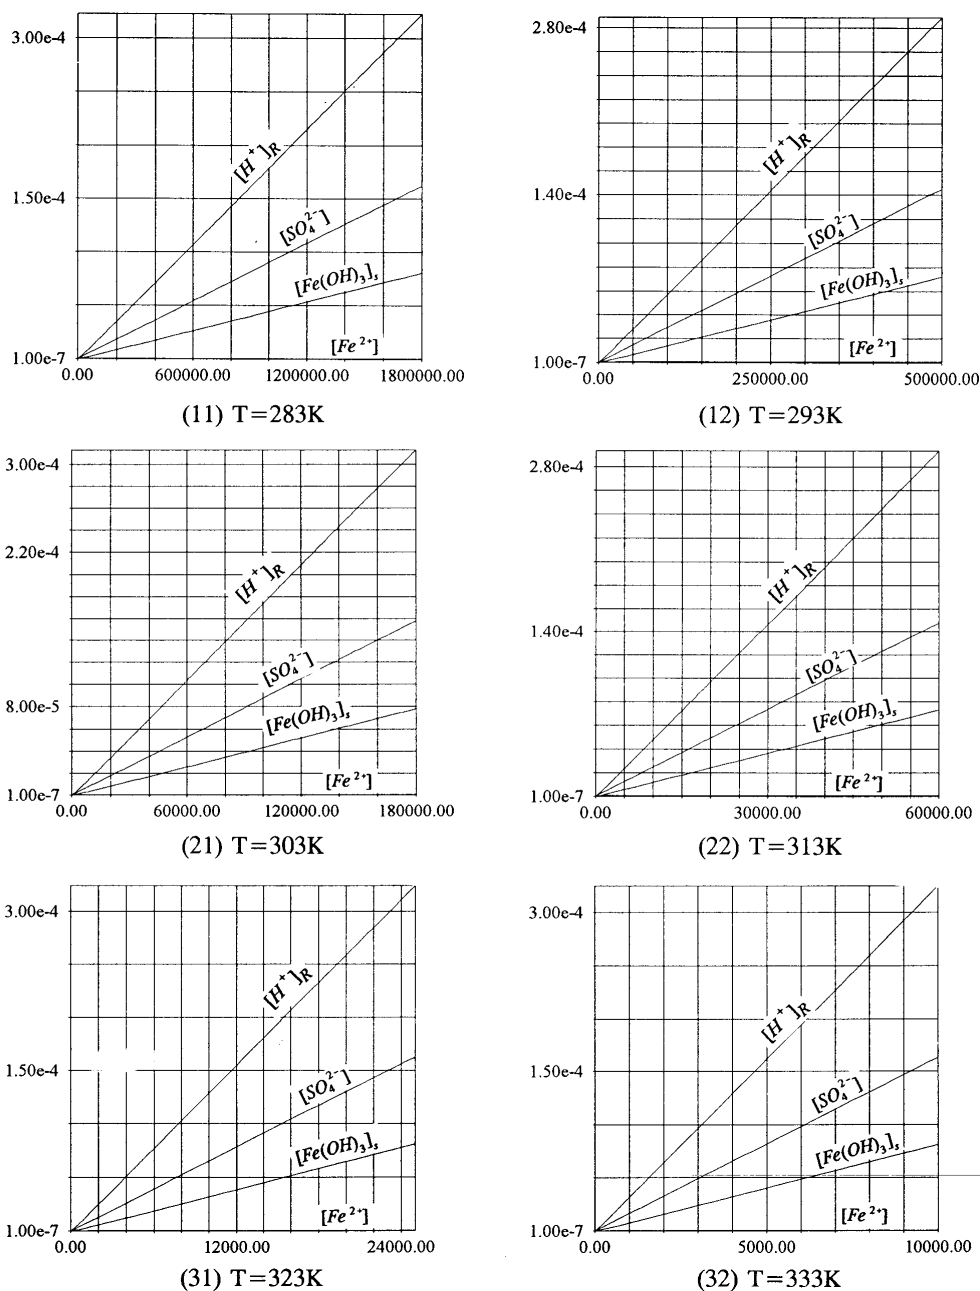 3.00e-4
[H⁺]R
1.50e-4
[SO₄²⁻]
[Fe(OH)₃]ₛ
[Fe²⁺]
1.00e-7
0.00 600000.00 1200000.00 1800000.00
(11) T=283K
2.80e-4
[H⁺]R
1.40e-4
[SO₄²⁻]
[Fe(OH)₃]ₛ
[Fe²⁺]
1.00e-7
0.00 250000.00 500000.00
(12) T=293K
3.00e-4
2.20e-4
[H⁺]R
[SO₄²⁻]
8.00e-5
[Fe(OH)₃]ₛ
[Fe²⁺]
1.00e-7
0.00 60000.00 120000.00 180000.00
(21) T=303K
2.80e-4
[H⁺]R
1.40e-4
[SO₄²⁻]
[Fe(OH)₃]ₛ
[Fe²⁺]
1.00e-7
0.00 30000.00 60000.00
(22) T=313K
3.00e-4
[H⁺]R
1.50e-4
[SO₄²⁻]
[Fe(OH)₃]ₛ
[Fe²⁺]
1.00e-7
0.00 12000.00 24000.00
(31) T=323K
3.00e-4
[H⁺]R
1.50e-4
[SO₄²⁻]
[Fe(OH)₃]ₛ
[Fe²⁺]
1.00e-7
0.00 5000.00 10000.00
(32) T=333K